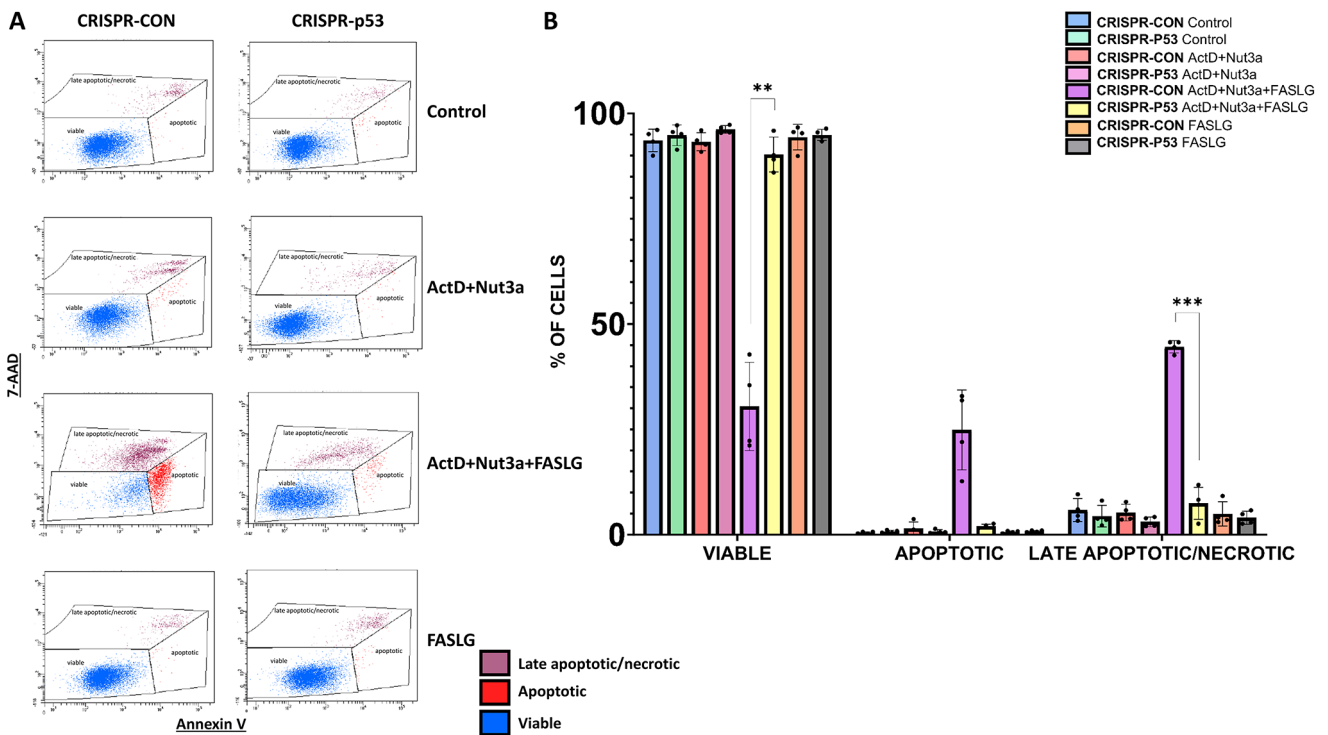 A
CRISPR-CON
CRISPR-p53
late apoptotic/necrotic
viable
apoptotic
late apoptotic/necrotic
viable
apoptotic
Control
late apoptotic/necrotic
viable
apoptotic
late apoptotic/necrotic
viable
apoptotic
ActD+Nut3a
7-AAD
late apoptotic/necrotic
viable
apoptotic
late apoptotic/necrotic
viable
apoptotic
ActD+Nut3a+FASLG
late apoptotic/necrotic
viable
apoptotic
late apoptotic/necrotic
viable
apoptotic
FASLG
Annexin V
Late apoptotic/necrotic
Apoptotic
Viable
B
CRISPR-CON Control
CRISPR-P53 Control
CRISPR-CON ActD+Nut3a
CRISPR-P53 ActD+Nut3a
CRISPR-CON ActD+Nut3a+FASLG
CRISPR-P53 ActD+Nut3a+FASLG
CRISPR-CON FASLG
CRISPR-P53 FASLG
% OF CELLS
100
50
0
**
***
VIABLE
APOPTOTIC
LATE APOPTOTIC/NECROTIC